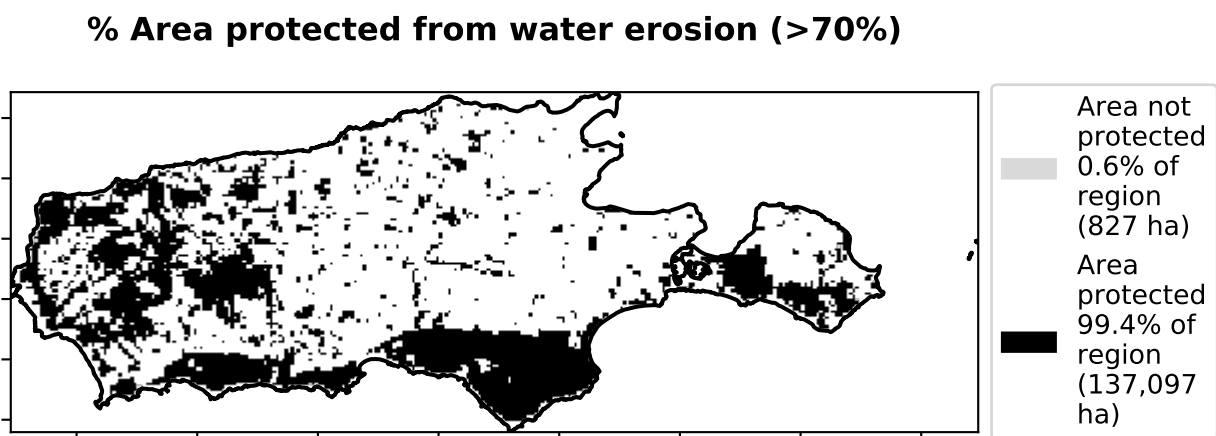 % Area protected from water erosion (>70%)
Area not
protected
0.6% of
region
(827 ha)
Area
protected
99.4% of
region
(137,097
ha)